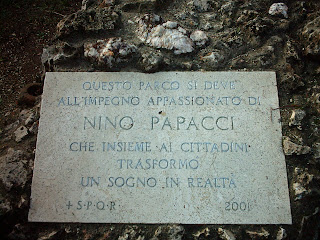 QUESTO PARCO SI DEVE
ALL'IMPEGNO APPASSIONATO DI
NINO PAPACCI
CHE INSIEME AI CITTADINI
TRASFORMÒ
UN SOGNO IN REALTÀ
+ S·P·Q·R· 2001